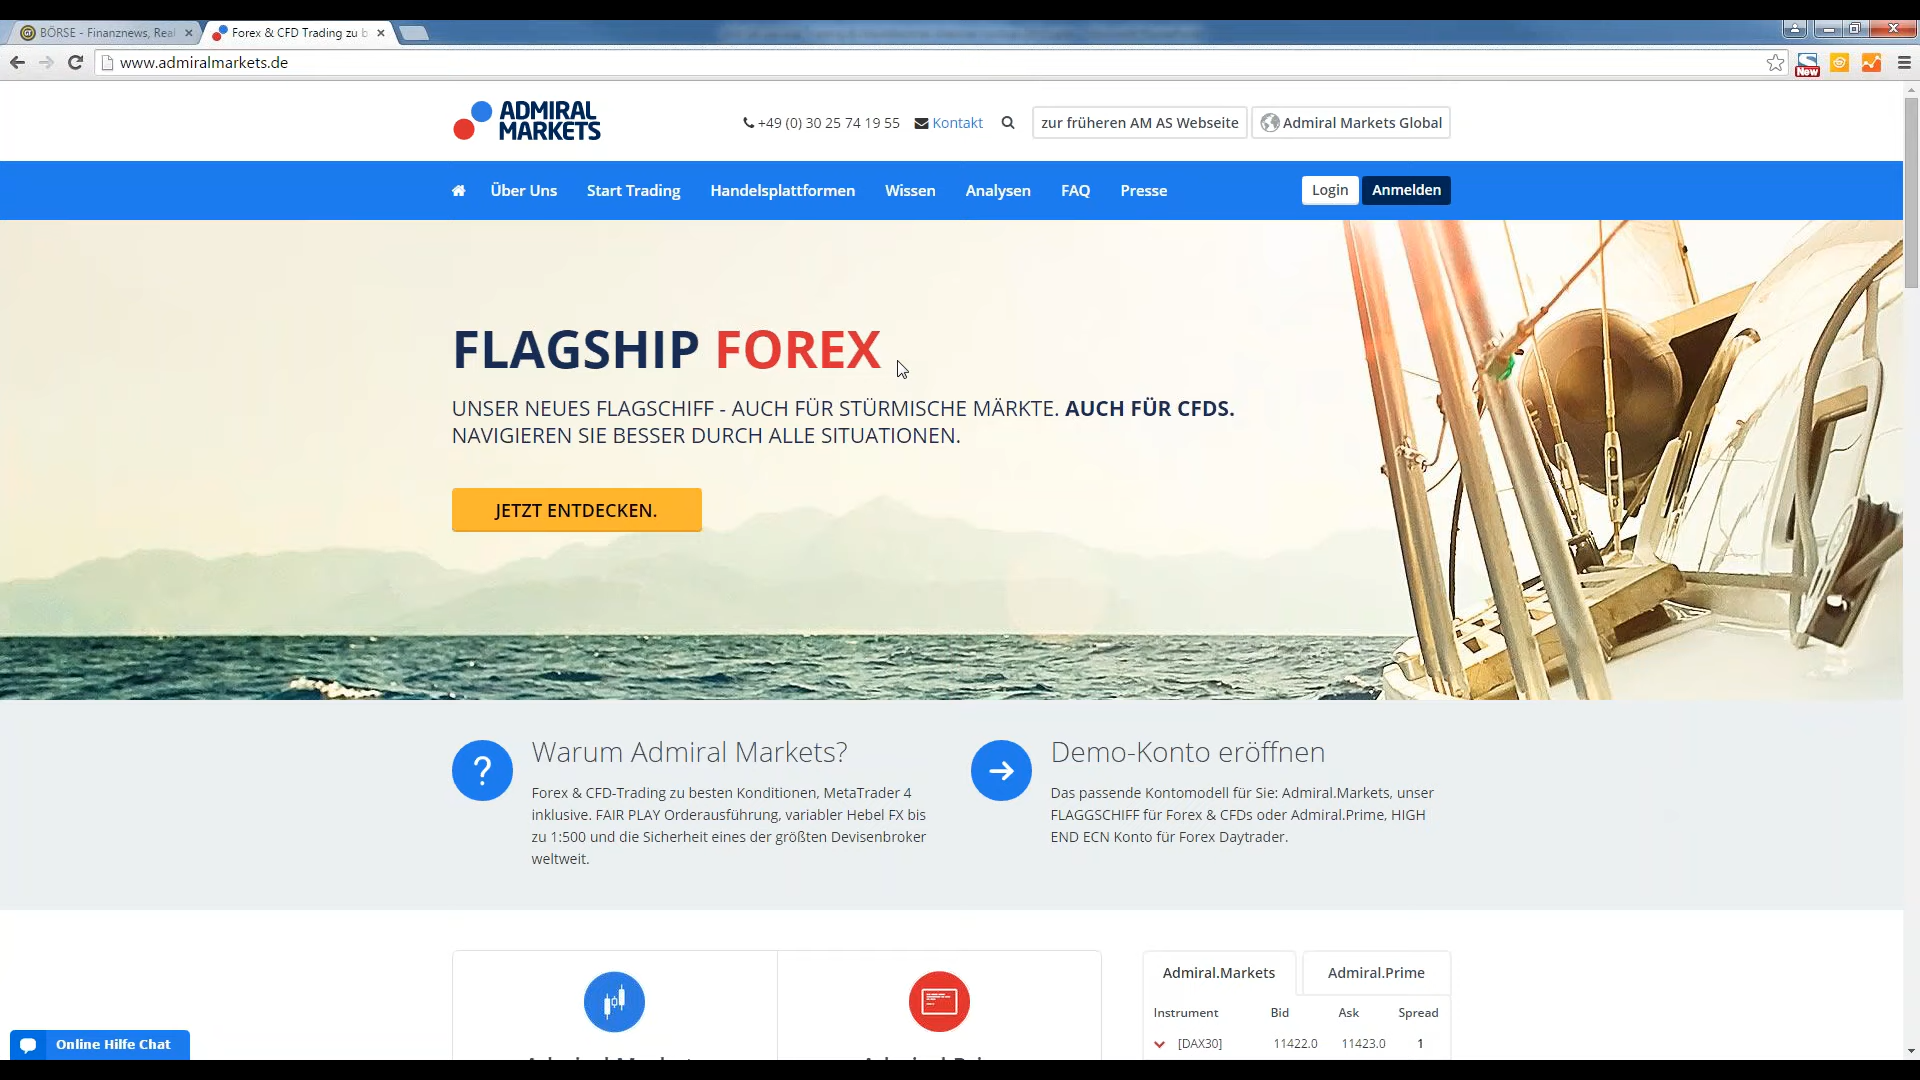 BÖRSE - Finanznews, Real
Forex & CFD Trading zu b
www.admiralmarkets.de
New
ADMIRAL
MARKETS
+49 (0) 30 25 74 19 55
Kontakt
zur früheren AM AS Webseite
Admiral Markets Global
Über Uns
Start Trading
Handelsplattformen
Wissen
Analysen
FAQ
Presse
Login
Anmelden
FLAGSHIP FOREX
UNSER NEUES FLAGSCHIFF - AUCH FÜR STÜRMISCHE MÄRKTE. AUCH FÜR CFDS.
NAVIGIEREN SIE BESSER DURCH ALLE SITUATIONEN.
JETZT ENTDECKEN.
Warum Admiral Markets?
Forex & CFD-Trading zu besten Konditionen, MetaTrader 4
inklusive. FAIR PLAY Orderausführung, variabler Hebel FX bis
zu 1:500 und die Sicherheit eines der größten Devisenbroker
weltweit.
Demo-Konto eröffnen
Das passende Kontomodell für Sie: Admiral.Markets, unser
FLAGGSCHIFF für Forex & CFDs oder Admiral.Prime, HIGH
END ECN Konto für Forex Daytrader.
Admiral.Markets
Admiral.Prime
Instrument Bid Ask Spread
[DAX30] 11422.0 11423.0 1
Online Hilfe Chat